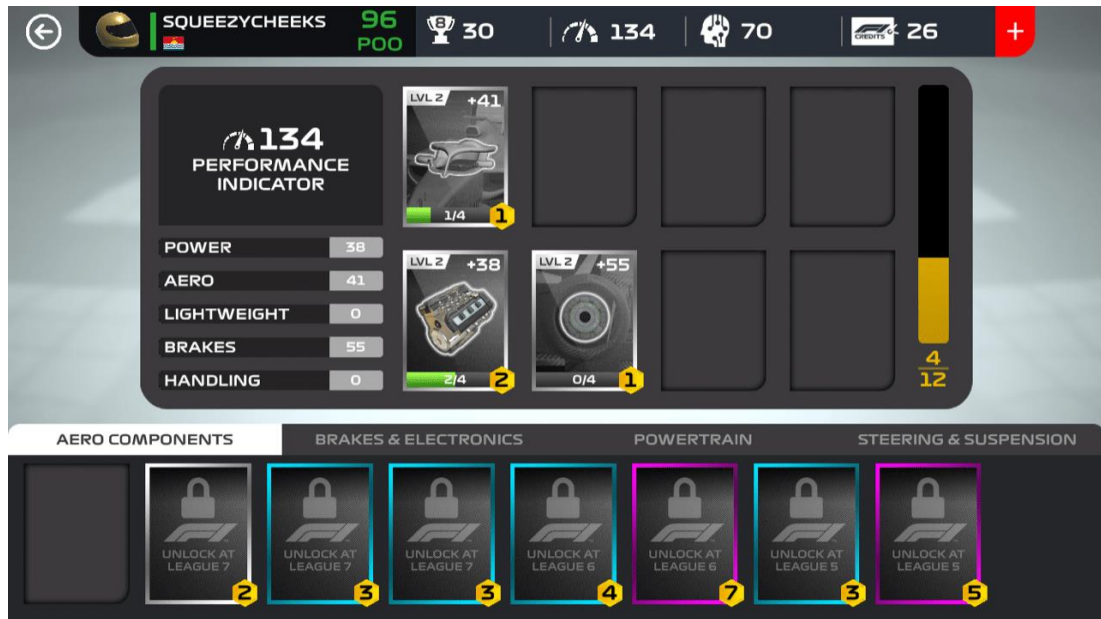 SQUEEZYCHEEKS
96
POO
8
30
134
70
CREDITS
26
+
134
PERFORMANCE
INDICATOR
POWER 38
AERO 41
LIGHTWEIGHT 0
BRAKES 55
HANDLING 0
LVL 2 +41
1/4 1
LVL 2 +38
2/4 2
LVL 2 +55
0/4 1
4
12
AERO COMPONENTS
BRAKES & ELECTRONICS
POWERTRAIN
STEERING & SUSPENSION
UNLOCK AT
LEAGUE 7
2
UNLOCK AT
LEAGUE 7
3
UNLOCK AT
LEAGUE 7
3
UNLOCK AT
LEAGUE 6
4
UNLOCK AT
LEAGUE 6
7
UNLOCK AT
LEAGUE 5
3
UNLOCK AT
LEAGUE 5
5